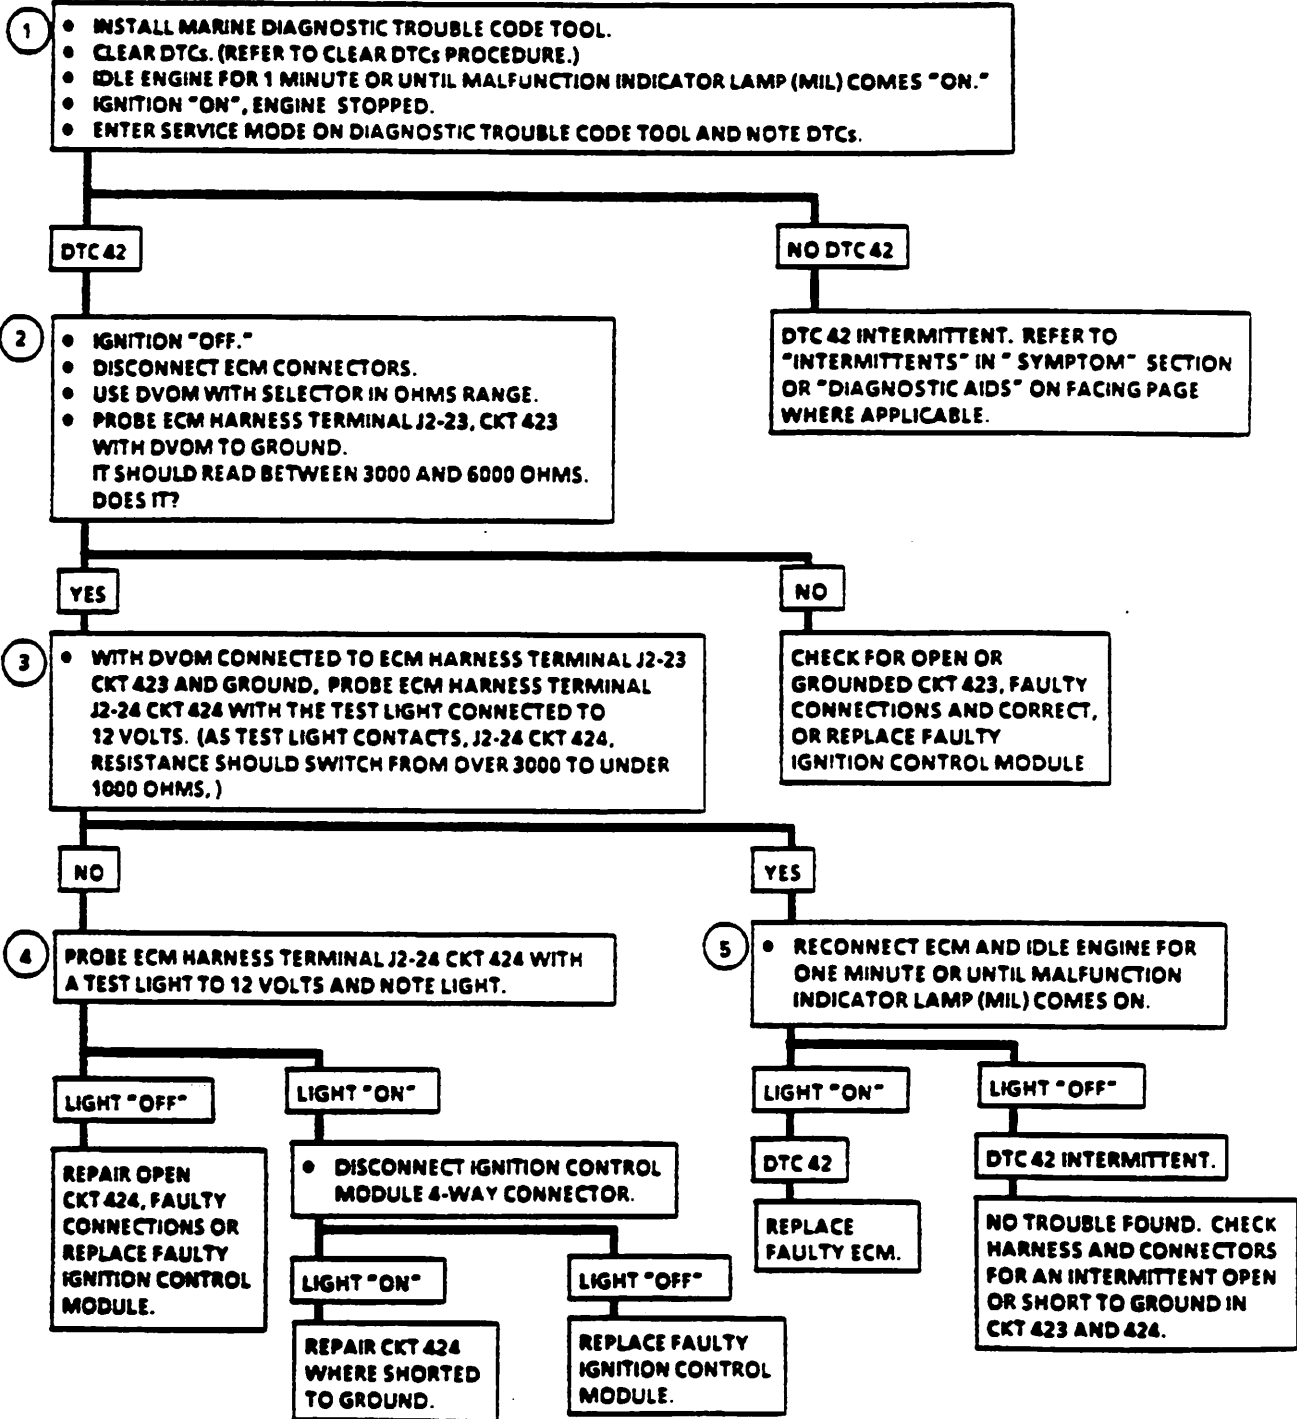 1
• INSTALL MARINE DIAGNOSTIC TROUBLE CODE TOOL.
• CLEAR DTCs. (REFER TO CLEAR DTCs PROCEDURE.)
• IDLE ENGINE FOR 1 MINUTE OR UNTIL MALFUNCTION INDICATOR LAMP (MIL) COMES "ON."
• IGNITION "ON", ENGINE STOPPED.
• ENTER SERVICE MODE ON DIAGNOSTIC TROUBLE CODE TOOL AND NOTE DTCs.
DTC 42
NO DTC 42
2
• IGNITION "OFF."
• DISCONNECT ECM CONNECTORS.
• USE DVOM WITH SELECTOR IN OHMS RANGE.
• PROBE ECM HARNESS TERMINAL J2-23, CKT 423
WITH DVOM TO GROUND.
IT SHOULD READ BETWEEN 3000 AND 6000 OHMS.
DOES IT?
DTC 42 INTERMITTENT. REFER TO
"INTERMITTENTS" IN " SYMPTOM" SECTION
OR "DIAGNOSTIC AIDS" ON FACING PAGE
WHERE APPLICABLE.
YES
NO
3
• WITH DVOM CONNECTED TO ECM HARNESS TERMINAL J2-23
CKT 423 AND GROUND, PROBE ECM HARNESS TERMINAL
J2-24 CKT 424 WITH THE TEST LIGHT CONNECTED TO
12 VOLTS. (AS TEST LIGHT CONTACTS, J2-24 CKT 424,
RESISTANCE SHOULD SWITCH FROM OVER 3000 TO UNDER
1000 OHMS, )
CHECK FOR OPEN OR
GROUNDED CKT 423, FAULTY
CONNECTIONS AND CORRECT,
OR REPLACE FAULTY
IGNITION CONTROL MODULE
NO
YES
4
PROBE ECM HARNESS TERMINAL J2-24 CKT 424 WITH
A TEST LIGHT TO 12 VOLTS AND NOTE LIGHT.
5
• RECONNECT ECM AND IDLE ENGINE FOR
ONE MINUTE OR UNTIL MALFUNCTION
INDICATOR LAMP (MIL) COMES ON.
LIGHT "OFF"
LIGHT "ON"
LIGHT "ON"
LIGHT "OFF"
REPAIR OPEN
CKT 424, FAULTY
CONNECTIONS OR
REPLACE FAULTY
IGNITION CONTROL
MODULE.
• DISCONNECT IGNITION CONTROL
MODULE 4-WAY CONNECTOR.
DTC 42
DTC 42 INTERMITTENT.
REPLACE
FAULTY ECM.
NO TROUBLE FOUND. CHECK
HARNESS AND CONNECTORS
FOR AN INTERMITTENT OPEN
OR SHORT TO GROUND IN
CKT 423 AND 424.
LIGHT "ON"
LIGHT "OFF"
REPAIR CKT 424
WHERE SHORTED
TO GROUND.
REPLACE FAULTY
IGNITION CONTROL
MODULE.